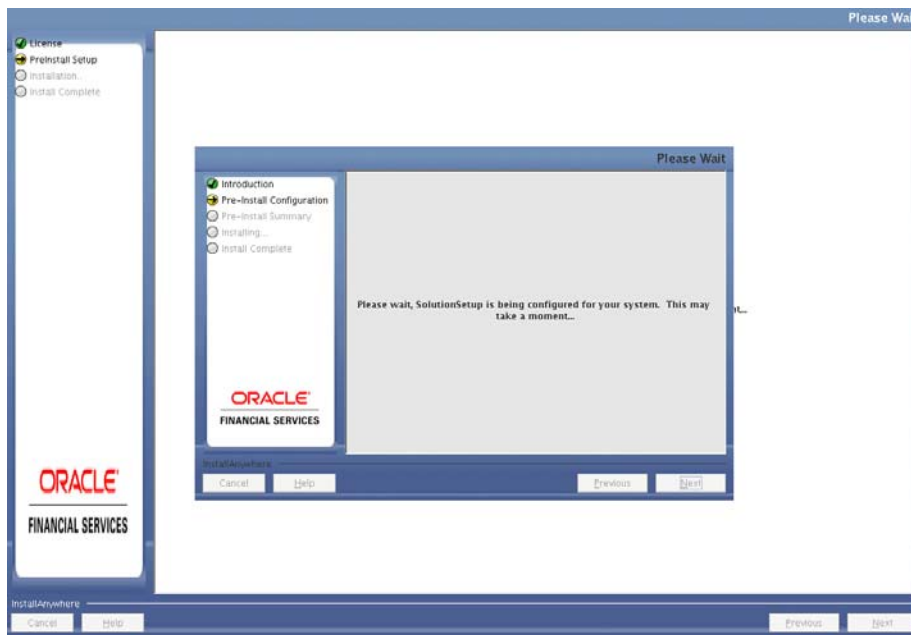 Please Wai
License
PreInstall Setup
Installation..
Install Complete
Please Wait
Introduction
Pre-Install Configuration
Pre-Install Summary
Installing...
Install Complete
Please wait, SolutionSetup is being configured for your system. This may
take a moment...
ORACLE
FINANCIAL SERVICES
InstallAnywhere
Cancel
Help
Previous
Next
ORACLE
FINANCIAL SERVICES
InstallAnywhere
Cancel
Help
Previous
Next